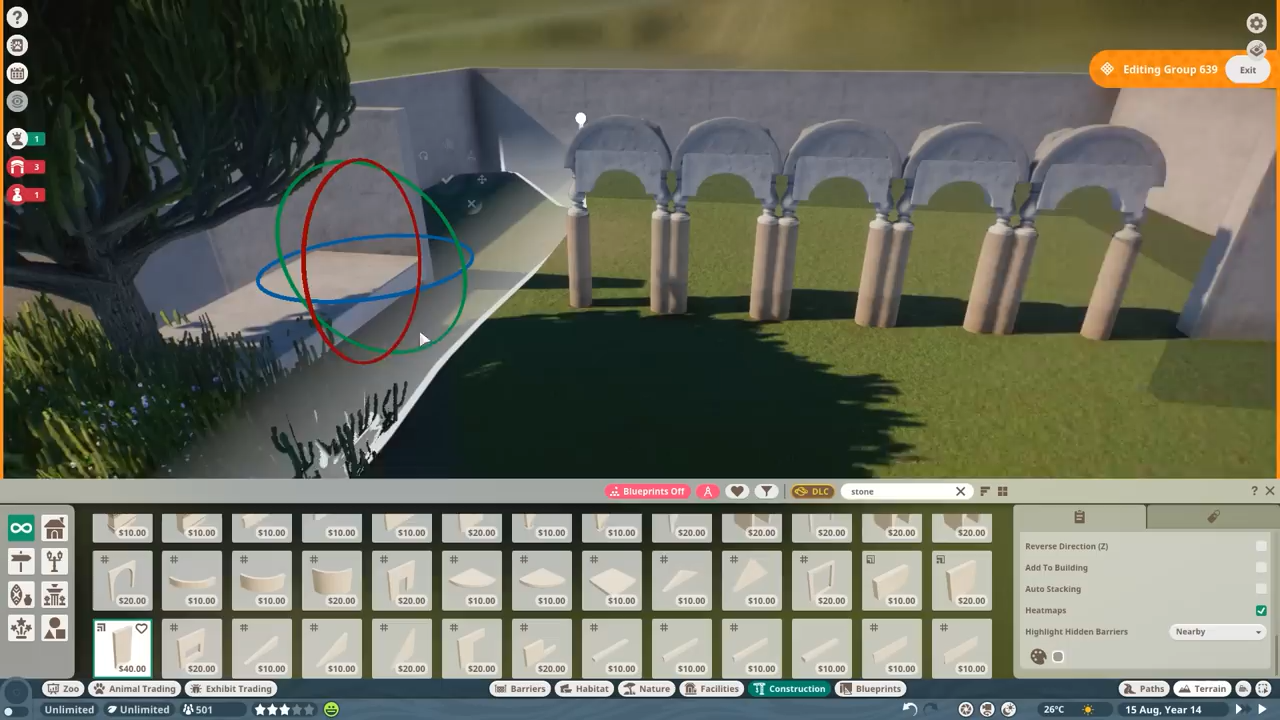 ?
Editing Group 639
Exit
1
3
1
Blueprints Off
DLC
stone
?
$10.00 $10.00 $10.00 $10.00 $20.00 $10.00 $10.00 $10.00 $20.00 $20.00 $20.00 $20.00 $20.00
$20.00 $10.00 $10.00 $20.00 $20.00 $10.00 $10.00 $10.00 $10.00 $10.00 $20.00 $20.00 $20.00
$40.00 $20.00 $10.00 $10.00 $10.00 $20.00 $20.00 $10.00 $10.00 $10.00 $10.00 $10.00 $10.00
Reverse Direction (Z)
Add To Building
Auto Stacking
Heatmaps
Highlight Hidden Barriers
Nearby
Zoo
Animal Trading
Exhibit Trading
Barriers
Habitat
Nature
Facilities
Construction
Blueprints
Paths
Terrain
Unlimited
Unlimited
501
26°C
15 Aug, Year 14